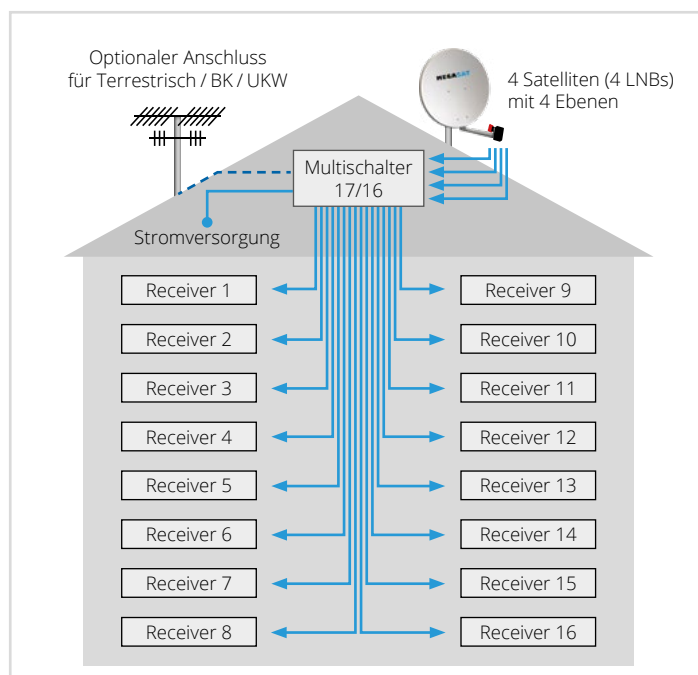 Optionaler Anschluss
für Terrestrisch / BK / UKW
MEGASAT
4 Satelliten (4 LNBs)
mit 4 Ebenen
Multischalter
17/16
Stromversorgung
Receiver 1
Receiver 9
Receiver 2
Receiver 10
Receiver 3
Receiver 11
Receiver 4
Receiver 12
Receiver 5
Receiver 13
Receiver 6
Receiver 14
Receiver 7
Receiver 15
Receiver 8
Receiver 16